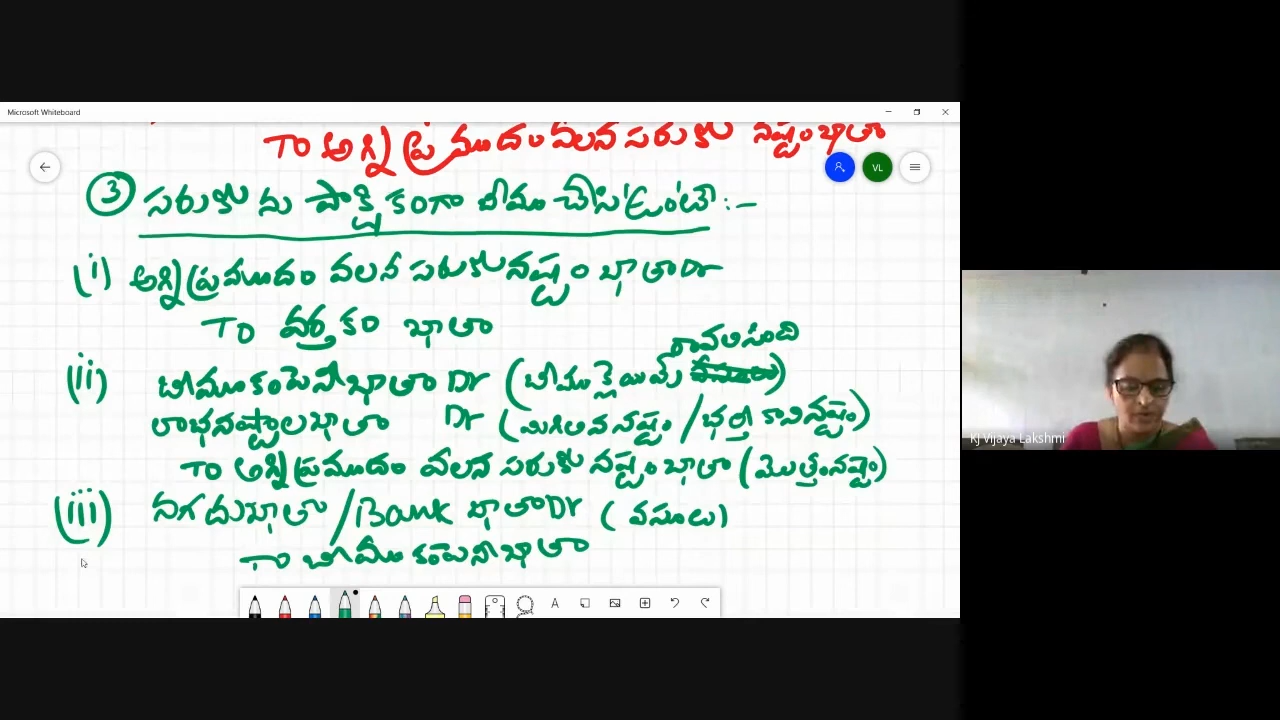 Microsoft Whiteboard
To అగ్ని ప్రమాదం వలన సరుకు నష్టం ఖాతా
VL
③ సరుకును పాక్షికంగా బీమా చేసి ఉంటే :-
(i) అగ్ని ప్రమాదం వలన సరుకు నష్టం ఖాతా Dr
To వర్తకం ఖాతా
రావలసింది
(ii) బీమా కంపెనీ ఖాతా Dr (బీమా క్లెయిమ్)
లాభనష్టాల ఖాతా Dr (మిగిలిన నష్టం / భర్తీ కాని నష్టం)
To అగ్ని ప్రమాదం వలన సరుకు నష్టం ఖాతా (మొత్తం నష్టం)
(iii) నగదు ఖాతా / Bank ఖాతా Dr (వసూలు)
To బీమా కంపెనీ ఖాతా
KJ Vijaya Lakshmi